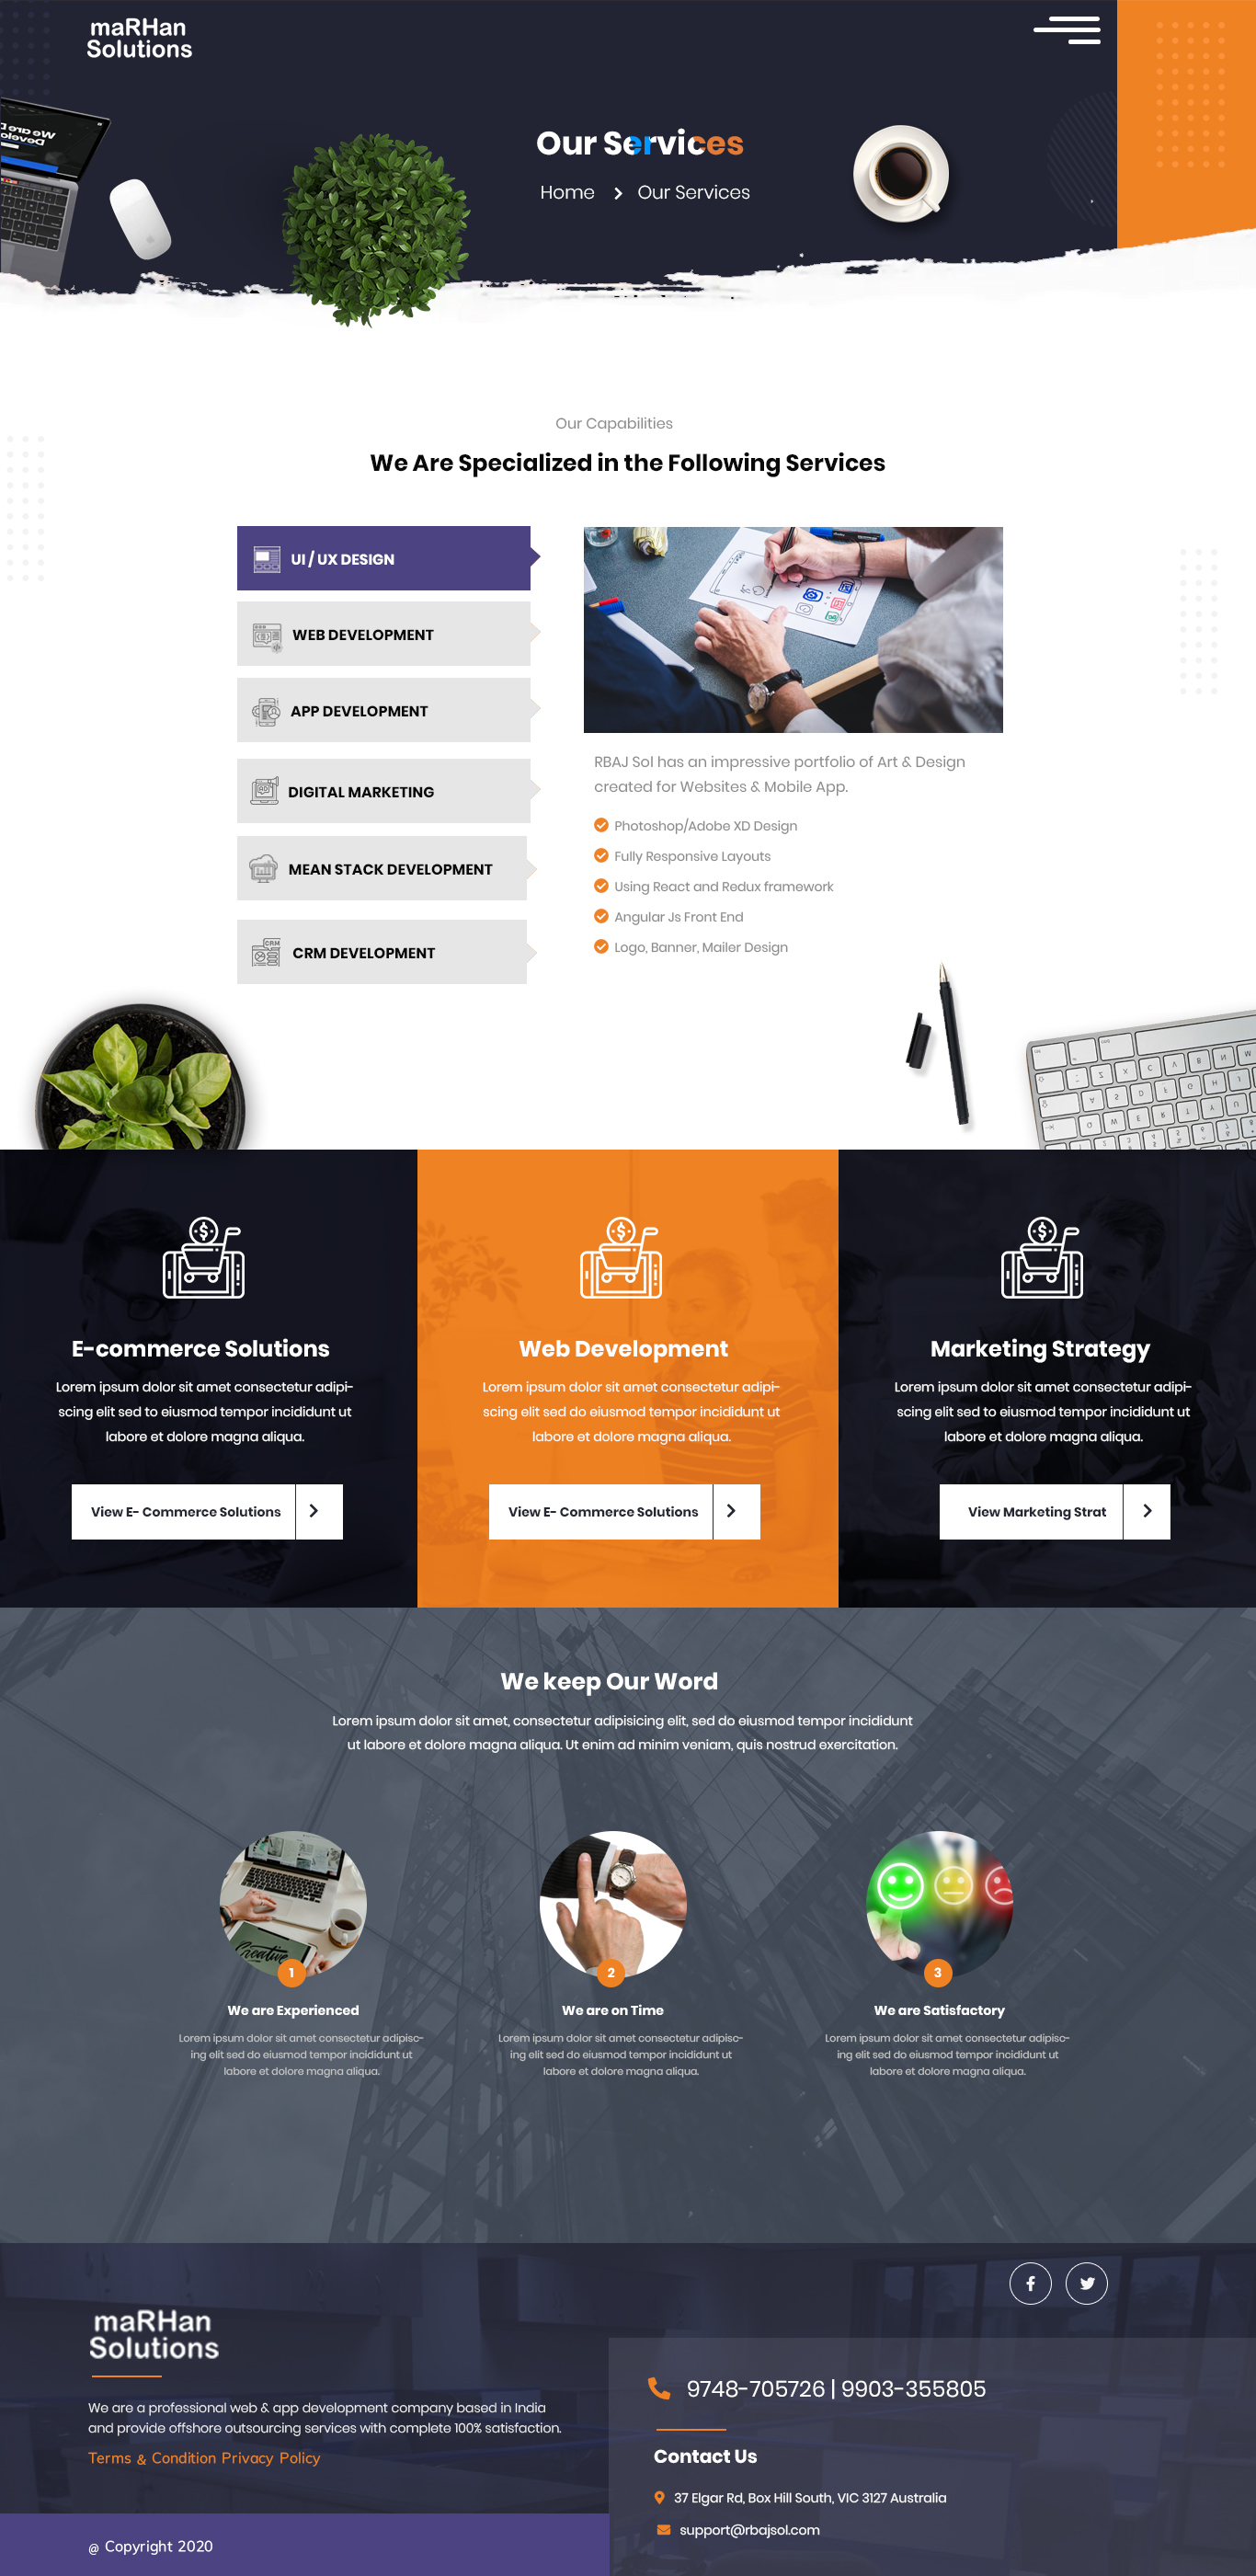 maRHan
Solutions
Our Services
Home > Our Services
Our Capabilities
We Are Specialized in the Following Services
UI / UX DESIGN
WEB DEVELOPMENT
APP DEVELOPMENT
DIGITAL MARKETING
MEAN STACK DEVELOPMENT
CRM
CRM DEVELOPMENT
RBAJ Sol has an impressive portfolio of Art & Design
created for Websites & Mobile App.
Photoshop/Adobe XD Design
Fully Responsive Layouts
Using React and Redux framework
Angular Js Front End
Logo, Banner, Mailer Design
E-commerce Solutions
Lorem ipsum dolor sit amet consectetur adipi-
scing elit sed to eiusmod tempor incididunt ut
labore et dolore magna aliqua.
View E- Commerce Solutions
Web Development
Lorem ipsum dolor sit amet consectetur adipi-
scing elit sed do eiusmod tempor incididunt ut
labore et dolore magna aliqua.
View E- Commerce Solutions
Marketing Strategy
Lorem ipsum dolor sit amet consectetur adipi-
scing elit sed to eiusmod tempor incididunt ut
labore et dolore magna aliqua.
View Marketing Strat
We keep Our Word
Lorem ipsum dolor sit amet, consectetur adipisicing elit, sed do eiusmod tempor incididunt
ut labore et dolore magna aliqua. Ut enim ad minim veniam, quis nostrud exercitation.
Creative
1
We are Experienced
Lorem ipsum dolor sit amet consectetur adipisc-
ing elit sed do eiusmod tempor incididunt ut
labore et dolore magna aliqua.
2
We are on Time
Lorem ipsum dolor sit amet consectetur adipisc-
ing elit sed do eiusmod tempor incididunt ut
labore et dolore magna aliqua.
3
We are Satisfactory
Lorem ipsum dolor sit amet consectetur adipisc-
ing elit sed do eiusmod tempor incididunt ut
labore et dolore magna aliqua.
maRHan
Solutions
We are a professional web & app development company based in India
and provide offshore outsourcing services with complete 100% satisfaction.
Terms & Condition Privacy Policy
@ Copyright 2020
9748-705726 | 9903-355805
Contact Us
37 Elgar Rd, Box Hill South, VIC 3127 Australia
support@rbajsol.com